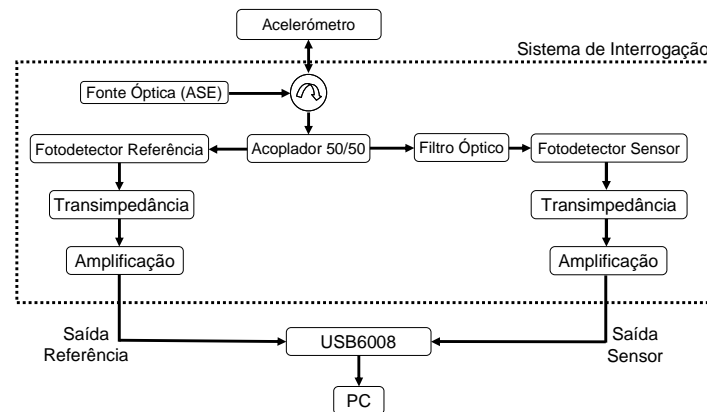 Acelerómetro
Sistema de Interrogação
Fonte Óptica (ASE)
Fotodetector Referência
Acoplador 50/50
Filtro Óptico
Fotodetector Sensor
Transimpedância
Transimpedância
Amplificação
Amplificação
Saída
Referência
USB6008
Saída
Sensor
PC